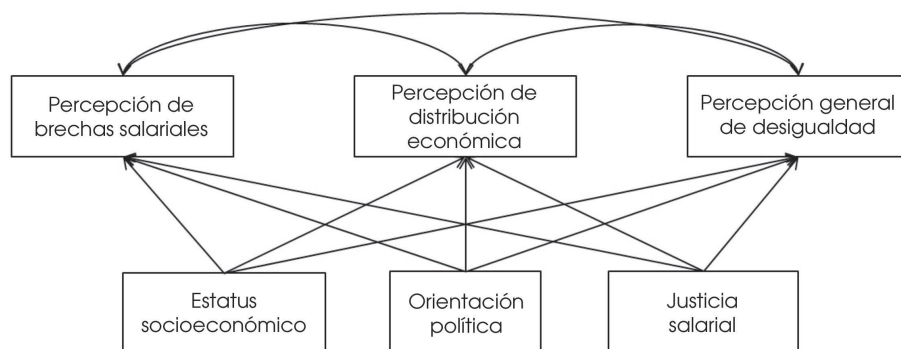 Percepción de
brechas salariales
Percepción de
distribución
económica
Percepción general
de desigualdad
Estatus
socioeconómico
Orientación
política
Justicia
salarial